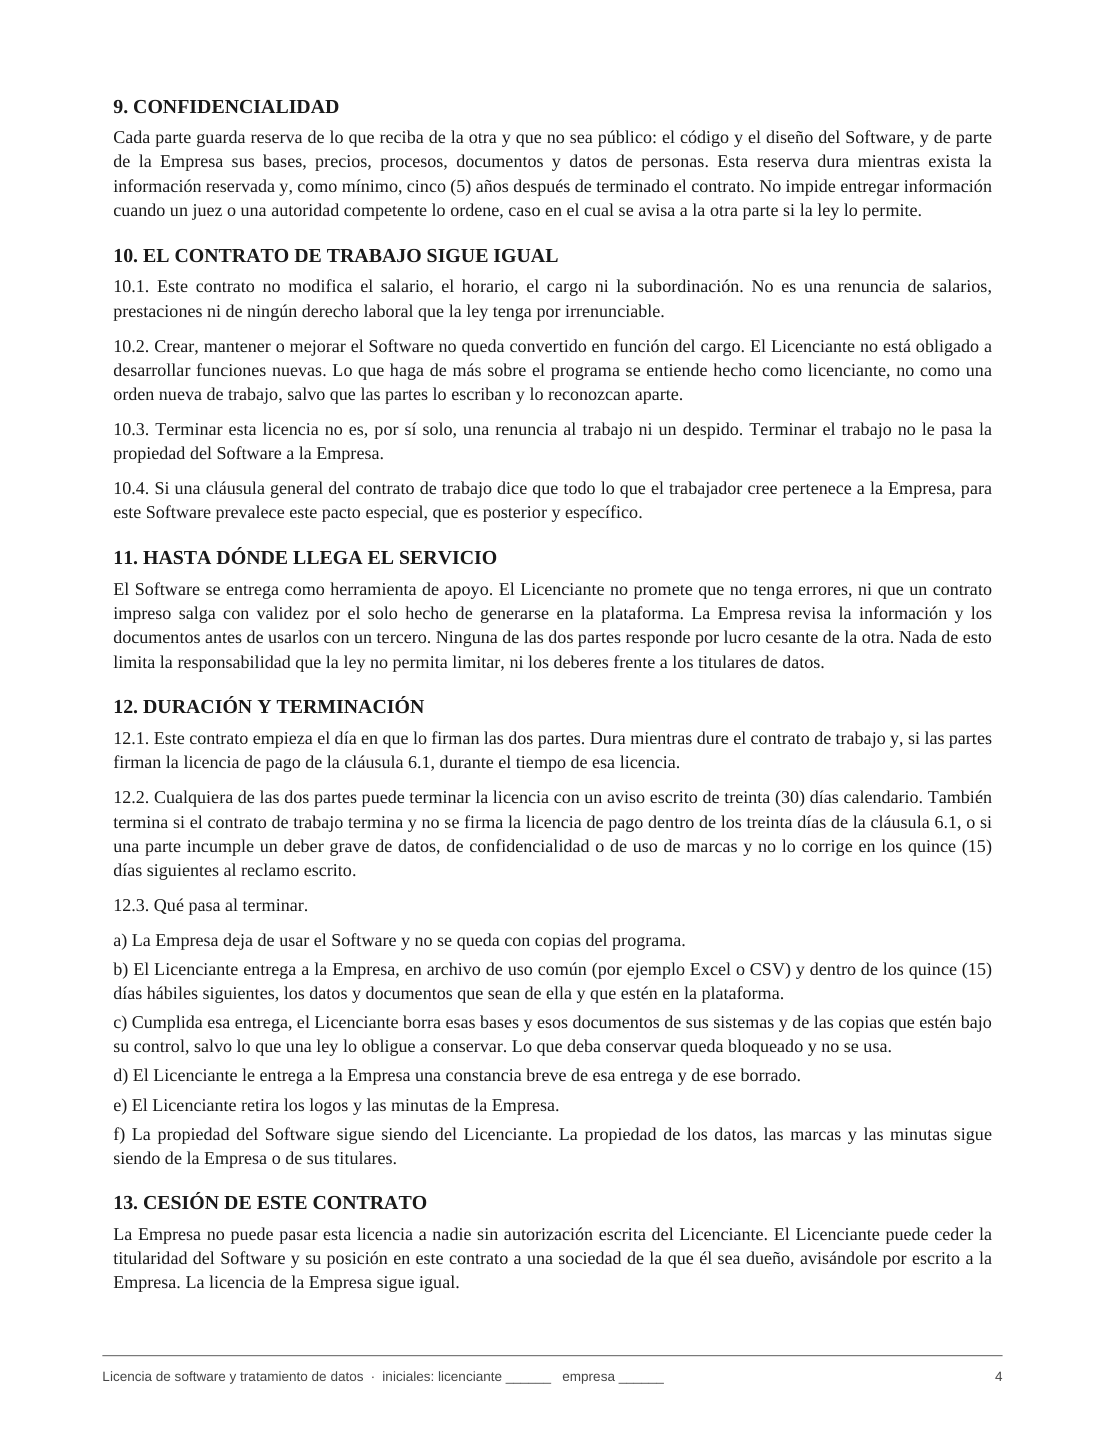 9. CONFIDENCIALIDAD
Cada parte guarda reserva de lo que reciba de la otra y que no sea público: el código y el diseño del Software, y de parte
de la Empresa sus bases, precios, procesos, documentos y datos de personas. Esta reserva dura mientras exista la
información reservada y, como mínimo, cinco (5) años después de terminado el contrato. No impide entregar información
cuando un juez o una autoridad competente lo ordene, caso en el cual se avisa a la otra parte si la ley lo permite.
10. EL CONTRATO DE TRABAJO SIGUE IGUAL
10.1. Este contrato no modifica el salario, el horario, el cargo ni la subordinación. No es una renuncia de salarios,
prestaciones ni de ningún derecho laboral que la ley tenga por irrenunciable.
10.2. Crear, mantener o mejorar el Software no queda convertido en función del cargo. El Licenciante no está obligado a
desarrollar funciones nuevas. Lo que haga de más sobre el programa se entiende hecho como licenciante, no como una
orden nueva de trabajo, salvo que las partes lo escriban y lo reconozcan aparte.
10.3. Terminar esta licencia no es, por sí solo, una renuncia al trabajo ni un despido. Terminar el trabajo no le pasa la
propiedad del Software a la Empresa.
10.4. Si una cláusula general del contrato de trabajo dice que todo lo que el trabajador cree pertenece a la Empresa, para
este Software prevalece este pacto especial, que es posterior y específico.
11. HASTA DÓNDE LLEGA EL SERVICIO
El Software se entrega como herramienta de apoyo. El Licenciante no promete que no tenga errores, ni que un contrato
impreso salga con validez por el solo hecho de generarse en la plataforma. La Empresa revisa la información y los
documentos antes de usarlos con un tercero. Ninguna de las dos partes responde por lucro cesante de la otra. Nada de esto
limita la responsabilidad que la ley no permita limitar, ni los deberes frente a los titulares de datos.
12. DURACIÓN Y TERMINACIÓN
12.1. Este contrato empieza el día en que lo firman las dos partes. Dura mientras dure el contrato de trabajo y, si las partes
firman la licencia de pago de la cláusula 6.1, durante el tiempo de esa licencia.
12.2. Cualquiera de las dos partes puede terminar la licencia con un aviso escrito de treinta (30) días calendario. También
termina si el contrato de trabajo termina y no se firma la licencia de pago dentro de los treinta días de la cláusula 6.1, o si
una parte incumple un deber grave de datos, de confidencialidad o de uso de marcas y no lo corrige en los quince (15)
días siguientes al reclamo escrito.
12.3. Qué pasa al terminar.
a) La Empresa deja de usar el Software y no se queda con copias del programa.
b) El Licenciante entrega a la Empresa, en archivo de uso común (por ejemplo Excel o CSV) y dentro de los quince (15)
días hábiles siguientes, los datos y documentos que sean de ella y que estén en la plataforma.
c) Cumplida esa entrega, el Licenciante borra esas bases y esos documentos de sus sistemas y de las copias que estén bajo
su control, salvo lo que una ley lo obligue a conservar. Lo que deba conservar queda bloqueado y no se usa.
d) El Licenciante le entrega a la Empresa una constancia breve de esa entrega y de ese borrado.
e) El Licenciante retira los logos y las minutas de la Empresa.
f) La propiedad del Software sigue siendo del Licenciante. La propiedad de los datos, las marcas y las minutas sigue
siendo de la Empresa o de sus titulares.
13. CESIÓN DE ESTE CONTRATO
La Empresa no puede pasar esta licencia a nadie sin autorización escrita del Licenciante. El Licenciante puede ceder la
titularidad del Software y su posición en este contrato a una sociedad de la que él sea dueño, avisándole por escrito a la
Empresa. La licencia de la Empresa sigue igual.
Licencia de software y tratamiento de datos · iniciales: licenciante ______ empresa ______ 4